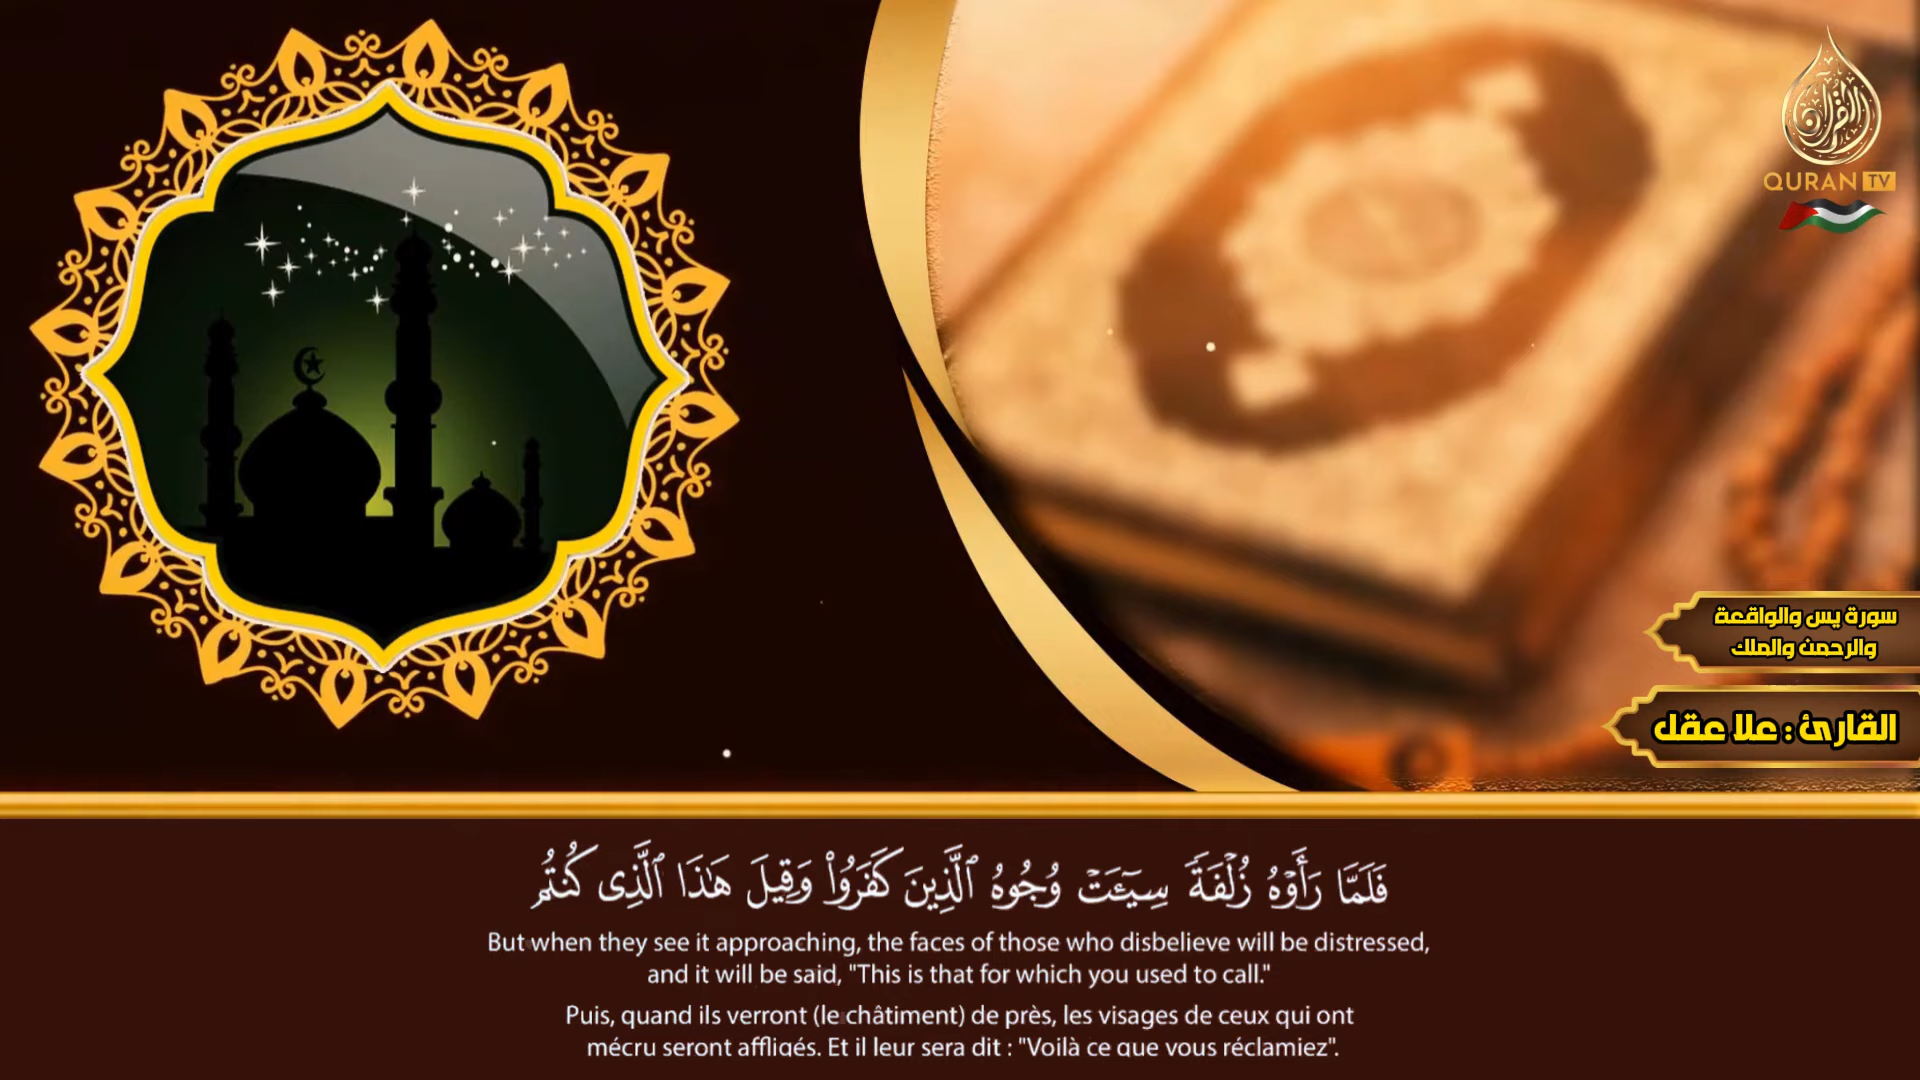 القرآن
QURAN TV
سورة يس والواقعة
والرحمن والملك
القارئ : علا عقل
فَلَمَّا رَأَوْهُ زُلْفَةً سِيٓـَٔتْ وُجُوهُ ٱلَّذِينَ كَفَرُوا۟ وَقِيلَ هَـٰذَا ٱلَّذِى كُنتُم
But when they see it approaching, the faces of those who disbelieve will be distressed,
and it will be said, "This is that for which you used to call."
Puis, quand ils verront (le châtiment) de près, les visages de ceux qui ont
mécru seront affligés. Et il leur sera dit : "Voilà ce que vous réclamiez".